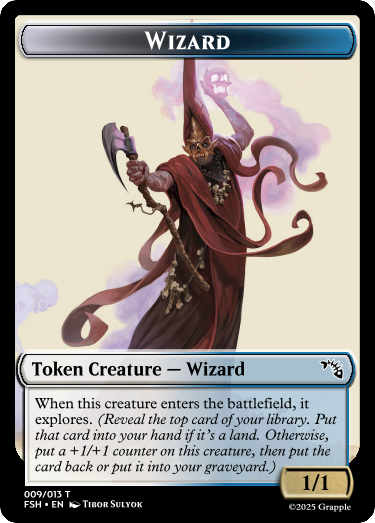 Wizard
Token Creature — Wizard
When this creature enters the battlefield, it
explores. (Reveal the top card of your library. Put
that card into your hand if it's a land. Otherwise,
put a +1/+1 counter on this creature, then put the
card back or put it into your graveyard.)
1/1
009/013 T
FSH • EN Tibor Sulyok
©2025 Grapple